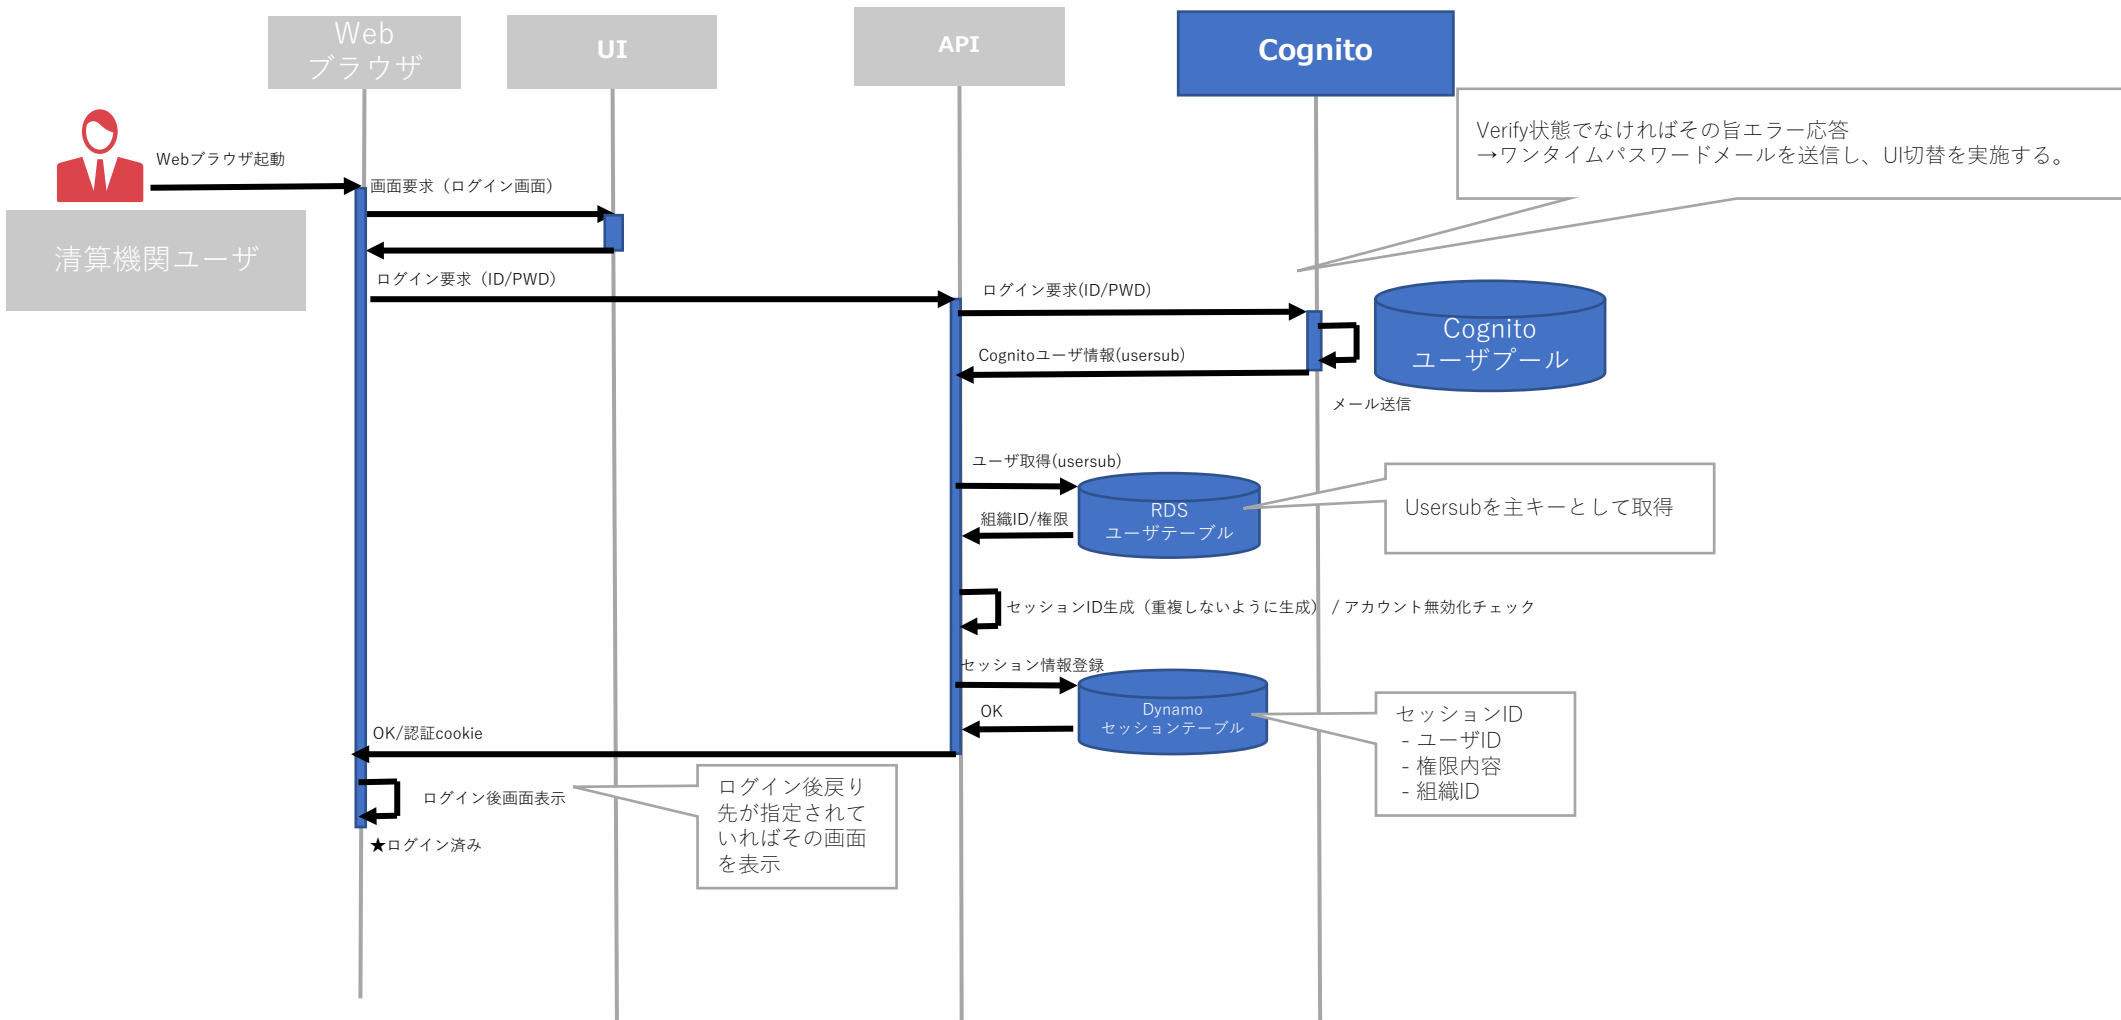 Web
ブラウザ
UI
API
Cognito
Verify状態でなければその旨エラー応答
→ワンタイムパスワードメールを送信し、UI切替を実施する。
Webブラウザ起動
画面要求（ログイン画面）
清算機関ユーザ
ログイン要求（ID/PWD）
ログイン要求(ID/PWD)
Cognito
ユーザプール
Cognitoユーザ情報(usersub)
メール送信
ユーザ取得(usersub)
RDS
ユーザテーブル
Usersubを主キーとして取得
組織ID/権限
セッションID生成（重複しないように生成） / アカウント無効化チェック
セッション情報登録
Dynamo
セッションテーブル
OK
セッションID
- ユーザID
- 権限内容
- 組織ID
OK/認証cookie
ログイン後画面表示
ログイン後戻り
先が指定されて
いればその画面
を表示
★ログイン済み